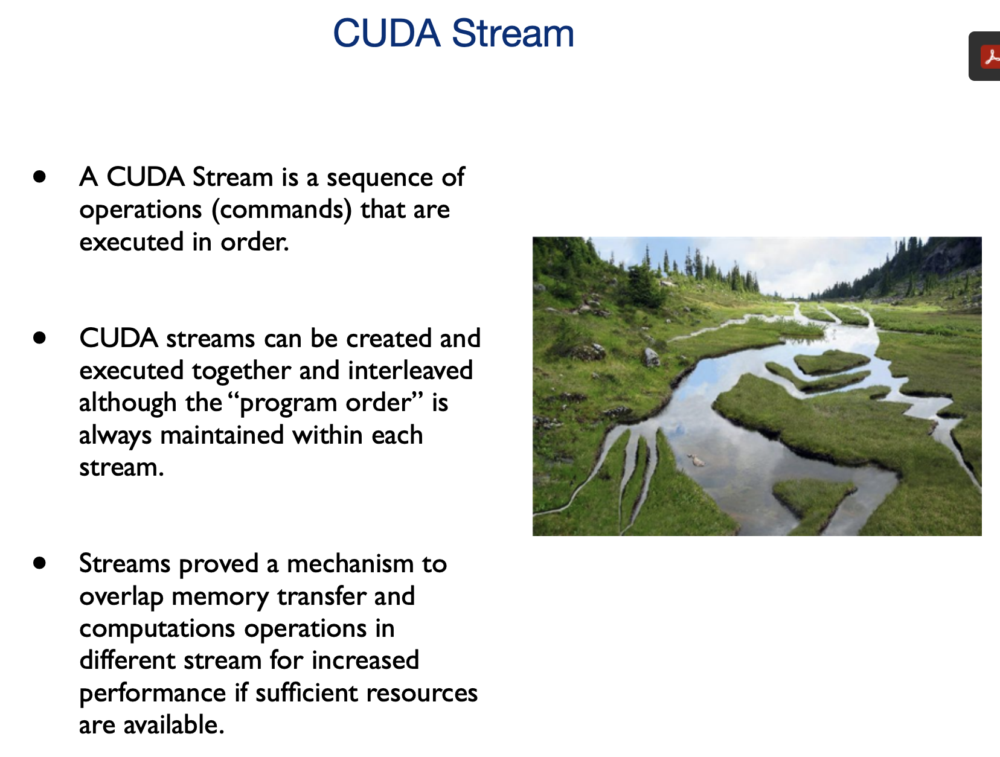 CUDA Stream
• A CUDA Stream is a sequence of
operations (commands) that are
executed in order.
• CUDA streams can be created and
executed together and interleaved
although the “program order” is
always maintained within each
stream.
• Streams proved a mechanism to
overlap memory transfer and
computations operations in
different stream for increased
performance if sufficient resources
are available.